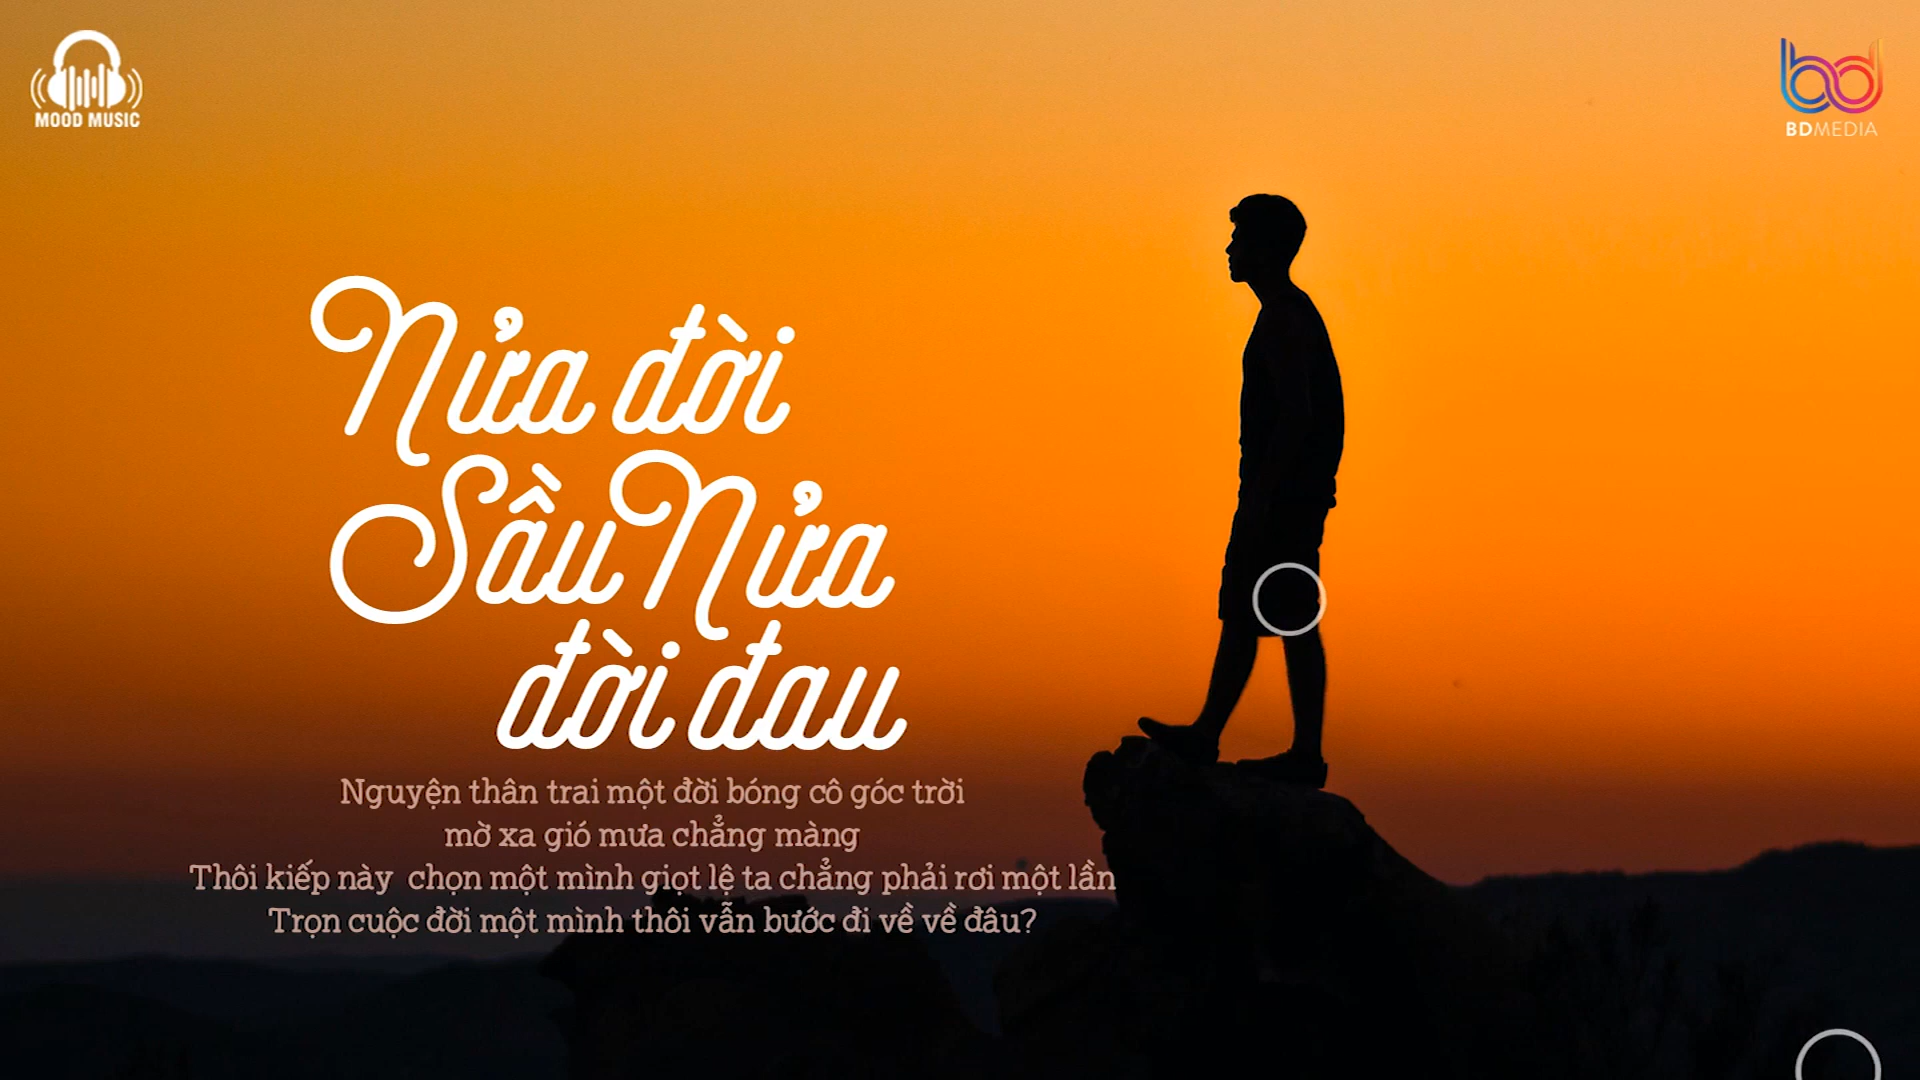 MOOD MUSIC
BDMEDIA
Nửa đời
Sầu Nửa
đời đau
Nguyện thân trai một đời bóng cô góc trời
mờ xa gió mưa chẳng màng
Thôi kiếp này chọn một mình giọt lệ ta chẳng phải rơi một lần
Trọn cuộc đời một mình thôi vẫn bước đi về về đâu?